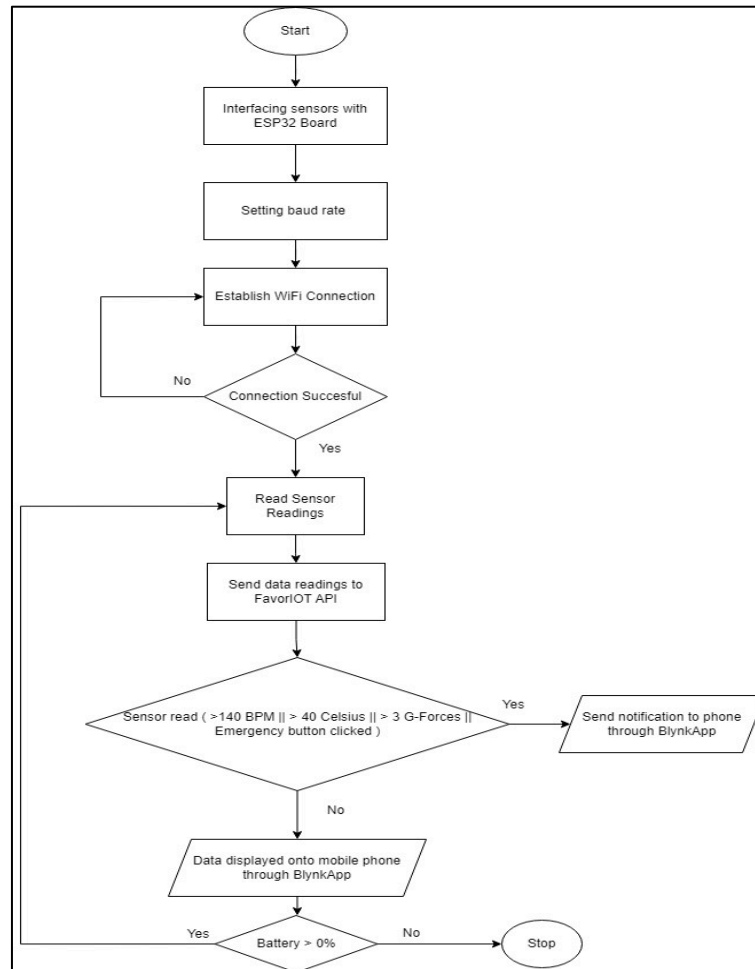 Start
Interfacing sensors with
ESP32 Board
Setting baud rate
Establish WiFi Connection
No
Connection Succesful
Yes
Read Sensor
Readings
Send data readings to
FavorIOT API
Sensor read ( >140 BPM || > 40 Celsius || > 3 G-Forces ||
Emergency button clicked )
Yes
Send notification to phone
through BlynkApp
No
Data displayed onto mobile phone
through BlynkApp
Yes
Battery > 0%
No
Stop